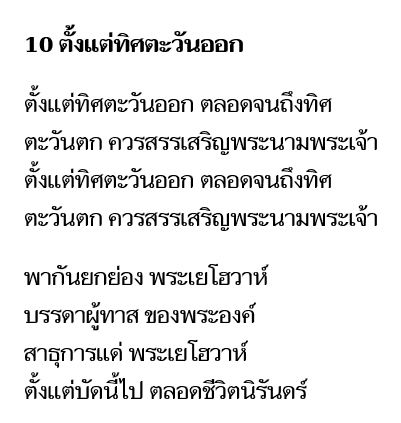 10 ตั้งแต่ทิศตะวันออก
ตั้งแต่ทิศตะวันออก ตลอดจนถึงทิศ
ตะวันตก ควรสรรเสริญพระนามพระเจ้า
ตั้งแต่ทิศตะวันออก ตลอดจนถึงทิศ
ตะวันตก ควรสรรเสริญพระนามพระเจ้า
พากันยกย่อง พระเยโฮวาห์
บรรดาผู้ทาส ของพระองค์
สาธุการแด่ พระเยโฮวาห์
ตั้งแต่บัดนี้ไป ตลอดชีวิตนิรันดร์